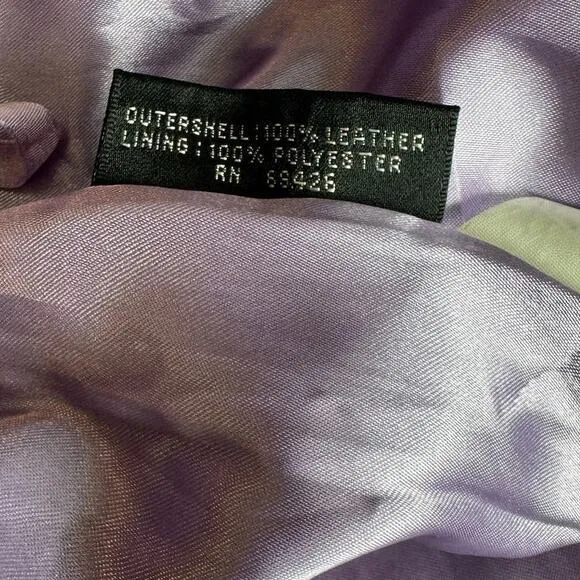 OUTERSHELL:100% LEATHER
LINING:100% POLYESTER
RN 69426